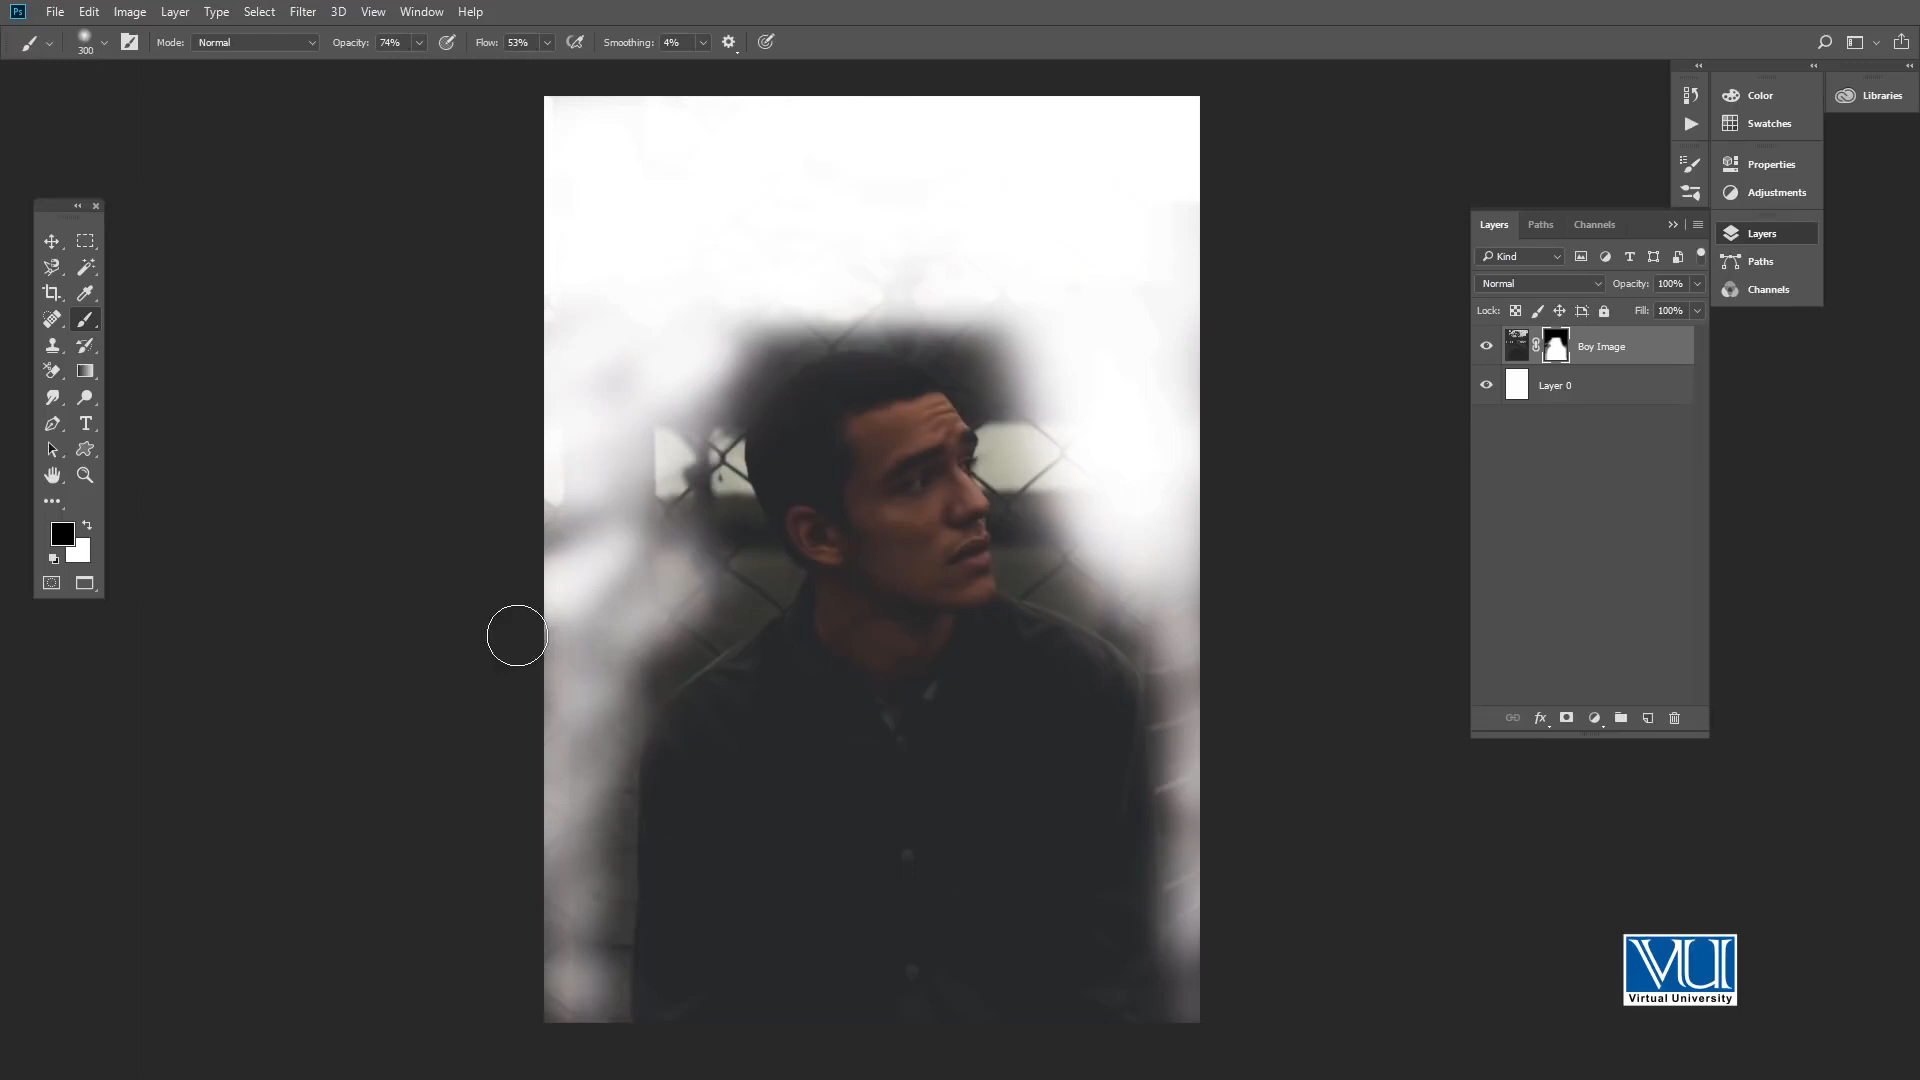 Ps File Edit Image Layer Type Select Filter 3D View Window Help
300 Mode: Normal Opacity: 74% Flow: 53% Smoothing: 4%
Color Libraries
Swatches
Properties
Adjustments
Layers Paths Channels
Layers
Kind
Paths
Normal Opacity: 100%
Channels
Lock: Fill: 100%
Boy Image
Layer 0
fx
VU
Virtual University